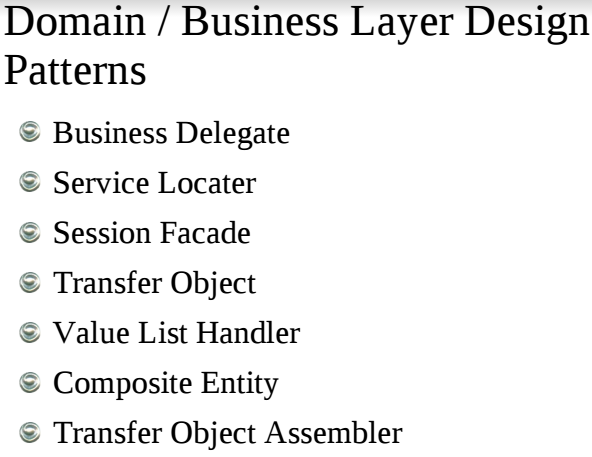 Domain / Business Layer Design
Patterns
Business Delegate
Service Locater
Session Facade
Transfer Object
Value List Handler
Composite Entity
Transfer Object Assembler